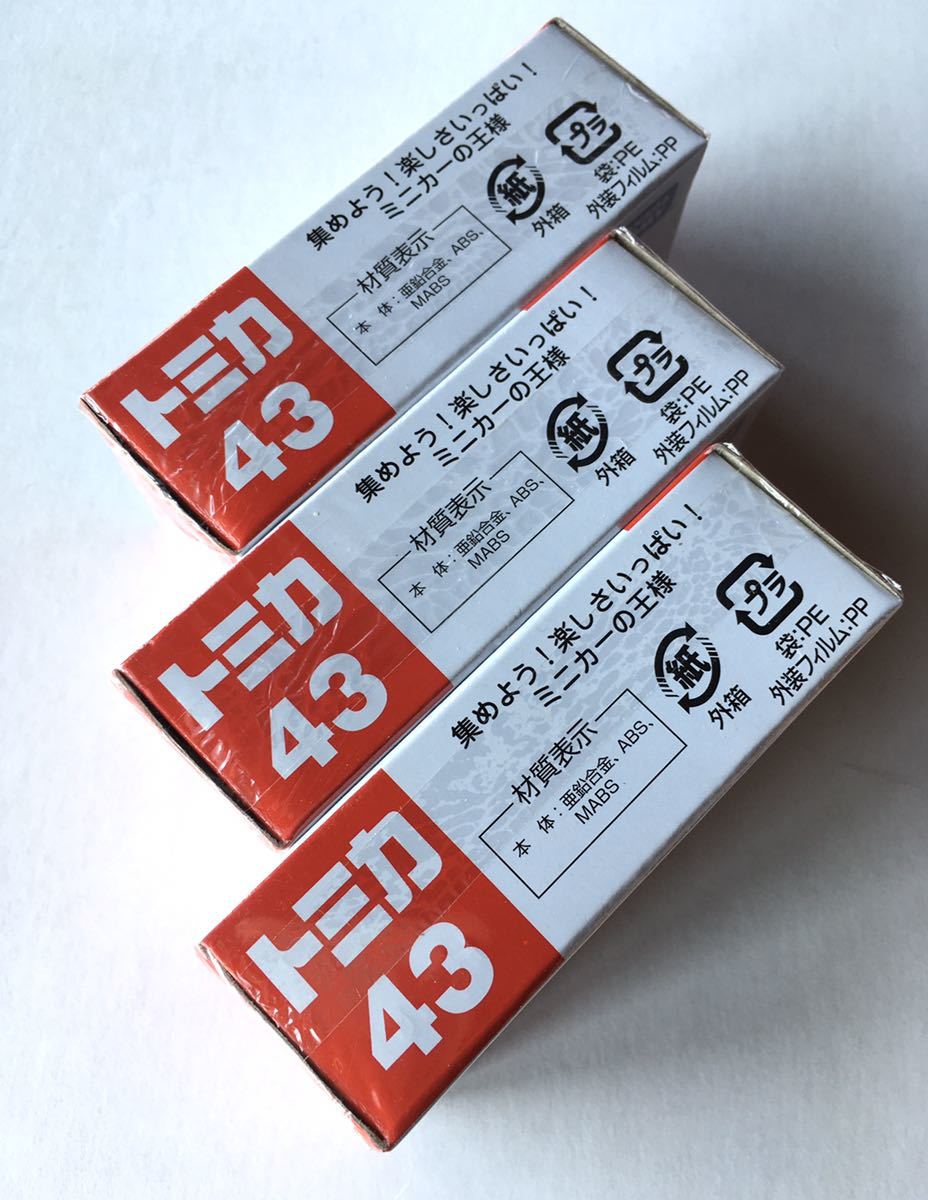 トミカ
43
集めよう！楽しさいっぱい！
ミニカーの王様
材質表示
本 体：亜鉛合金、ABS、
MABS
紙
外箱
プラ
袋:PE
外装フィルム:PP
トミカ
43
集めよう！楽しさいっぱい！
ミニカーの王様
材質表示
本 体：亜鉛合金、ABS、
MABS
紙
外箱
プラ
袋:PE
外装フィルム:PP
トミカ
43
集めよう！楽しさいっぱい！
ミニカーの王様
材質表示
本 体：亜鉛合金、ABS、
MABS
紙
外箱
プラ
袋:PE
外装フィルム:PP